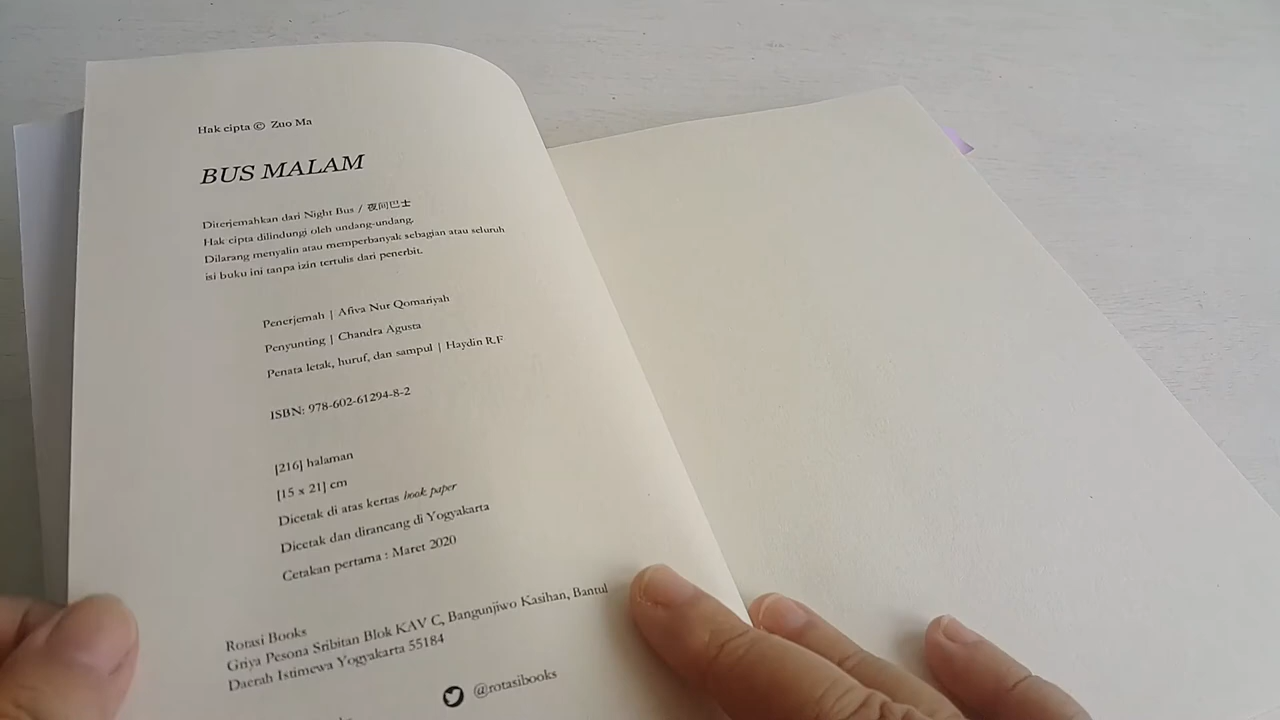 Hak cipta © Zuo Ma
BUS MALAM
Diterjemahkan dari Night Bus / 夜间巴士
Hak cipta dilindungi oleh undang-undang.
Dilarang menyalin atau memperbanyak sebagian atau seluruh
isi buku ini tanpa izin tertulis dari penerbit.
Penerjemah | Afiva Nur Qomariyah
Penyunting | Chandra Agusta
Penata letak, huruf, dan sampul | Haydin R.F
ISBN: 978-602-61294-8-2
[216] halaman
[15 x 21] cm
Dicetak di atas kertas book paper
Dicetak dan dirancang di Yogyakarta
Cetakan pertama : Maret 2020
Rotasi Books
Griya Pesona Sribitan Blok KAV C, Bangunjiwo Kasihan, Bantul
Daerah Istimewa Yogyakarta 55184
@rotasibooks